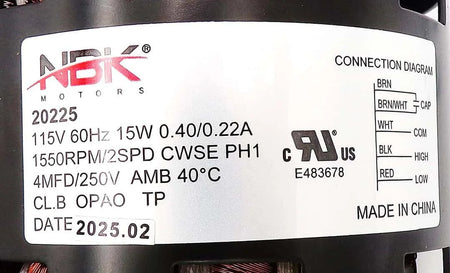 NBK®
MOTORS
20225
115V 60Hz 15W 0.40/0.22A
1550RPM/2SPD CWSE PH1
4MFD/250V AMB 40°C
CL.B OPAO TP
DATE 2025.02
C RU US
E483678
CONNECTION DIAGRAM
BRN
BRN/WHT CAP
WHT COM
BLK HIGH
RED LOW
MADE IN CHINA